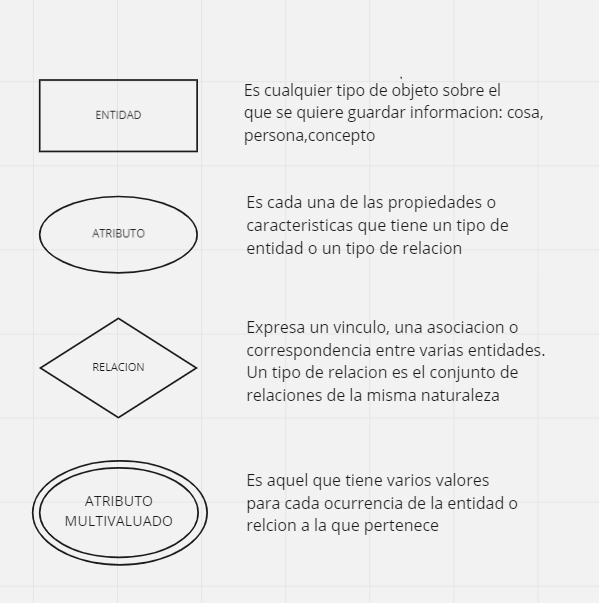 ENTIDAD
Es cualquier tipo de objeto sobre el
que se quiere guardar informacion: cosa,
persona,concepto
ATRIBUTO
Es cada una de las propiedades o
caracteristicas que tiene un tipo de
entidad o un tipo de relacion
RELACION
Expresa un vinculo, una asociacion o
correspondencia entre varias entidades.
Un tipo de relacion es el conjunto de
relaciones de la misma naturaleza
ATRIBUTO
MULTIVALUADO
Es aquel que tiene varios valores
para cada ocurrencia de la entidad o
relcion a la que pertenece